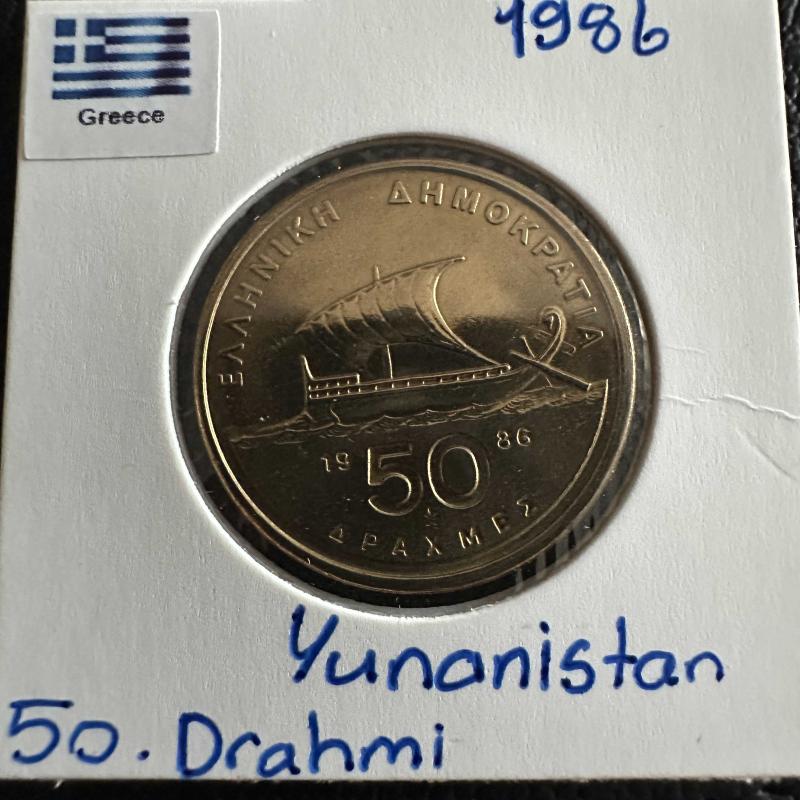 1986
Greece
ΕΛΛΗΝΙΚΗ ΔΗΜΟΚΡΑΤΙΑ
19 86
50
ΔΡΑΧΜΕΣ
Yunanistan
50. Drahmi